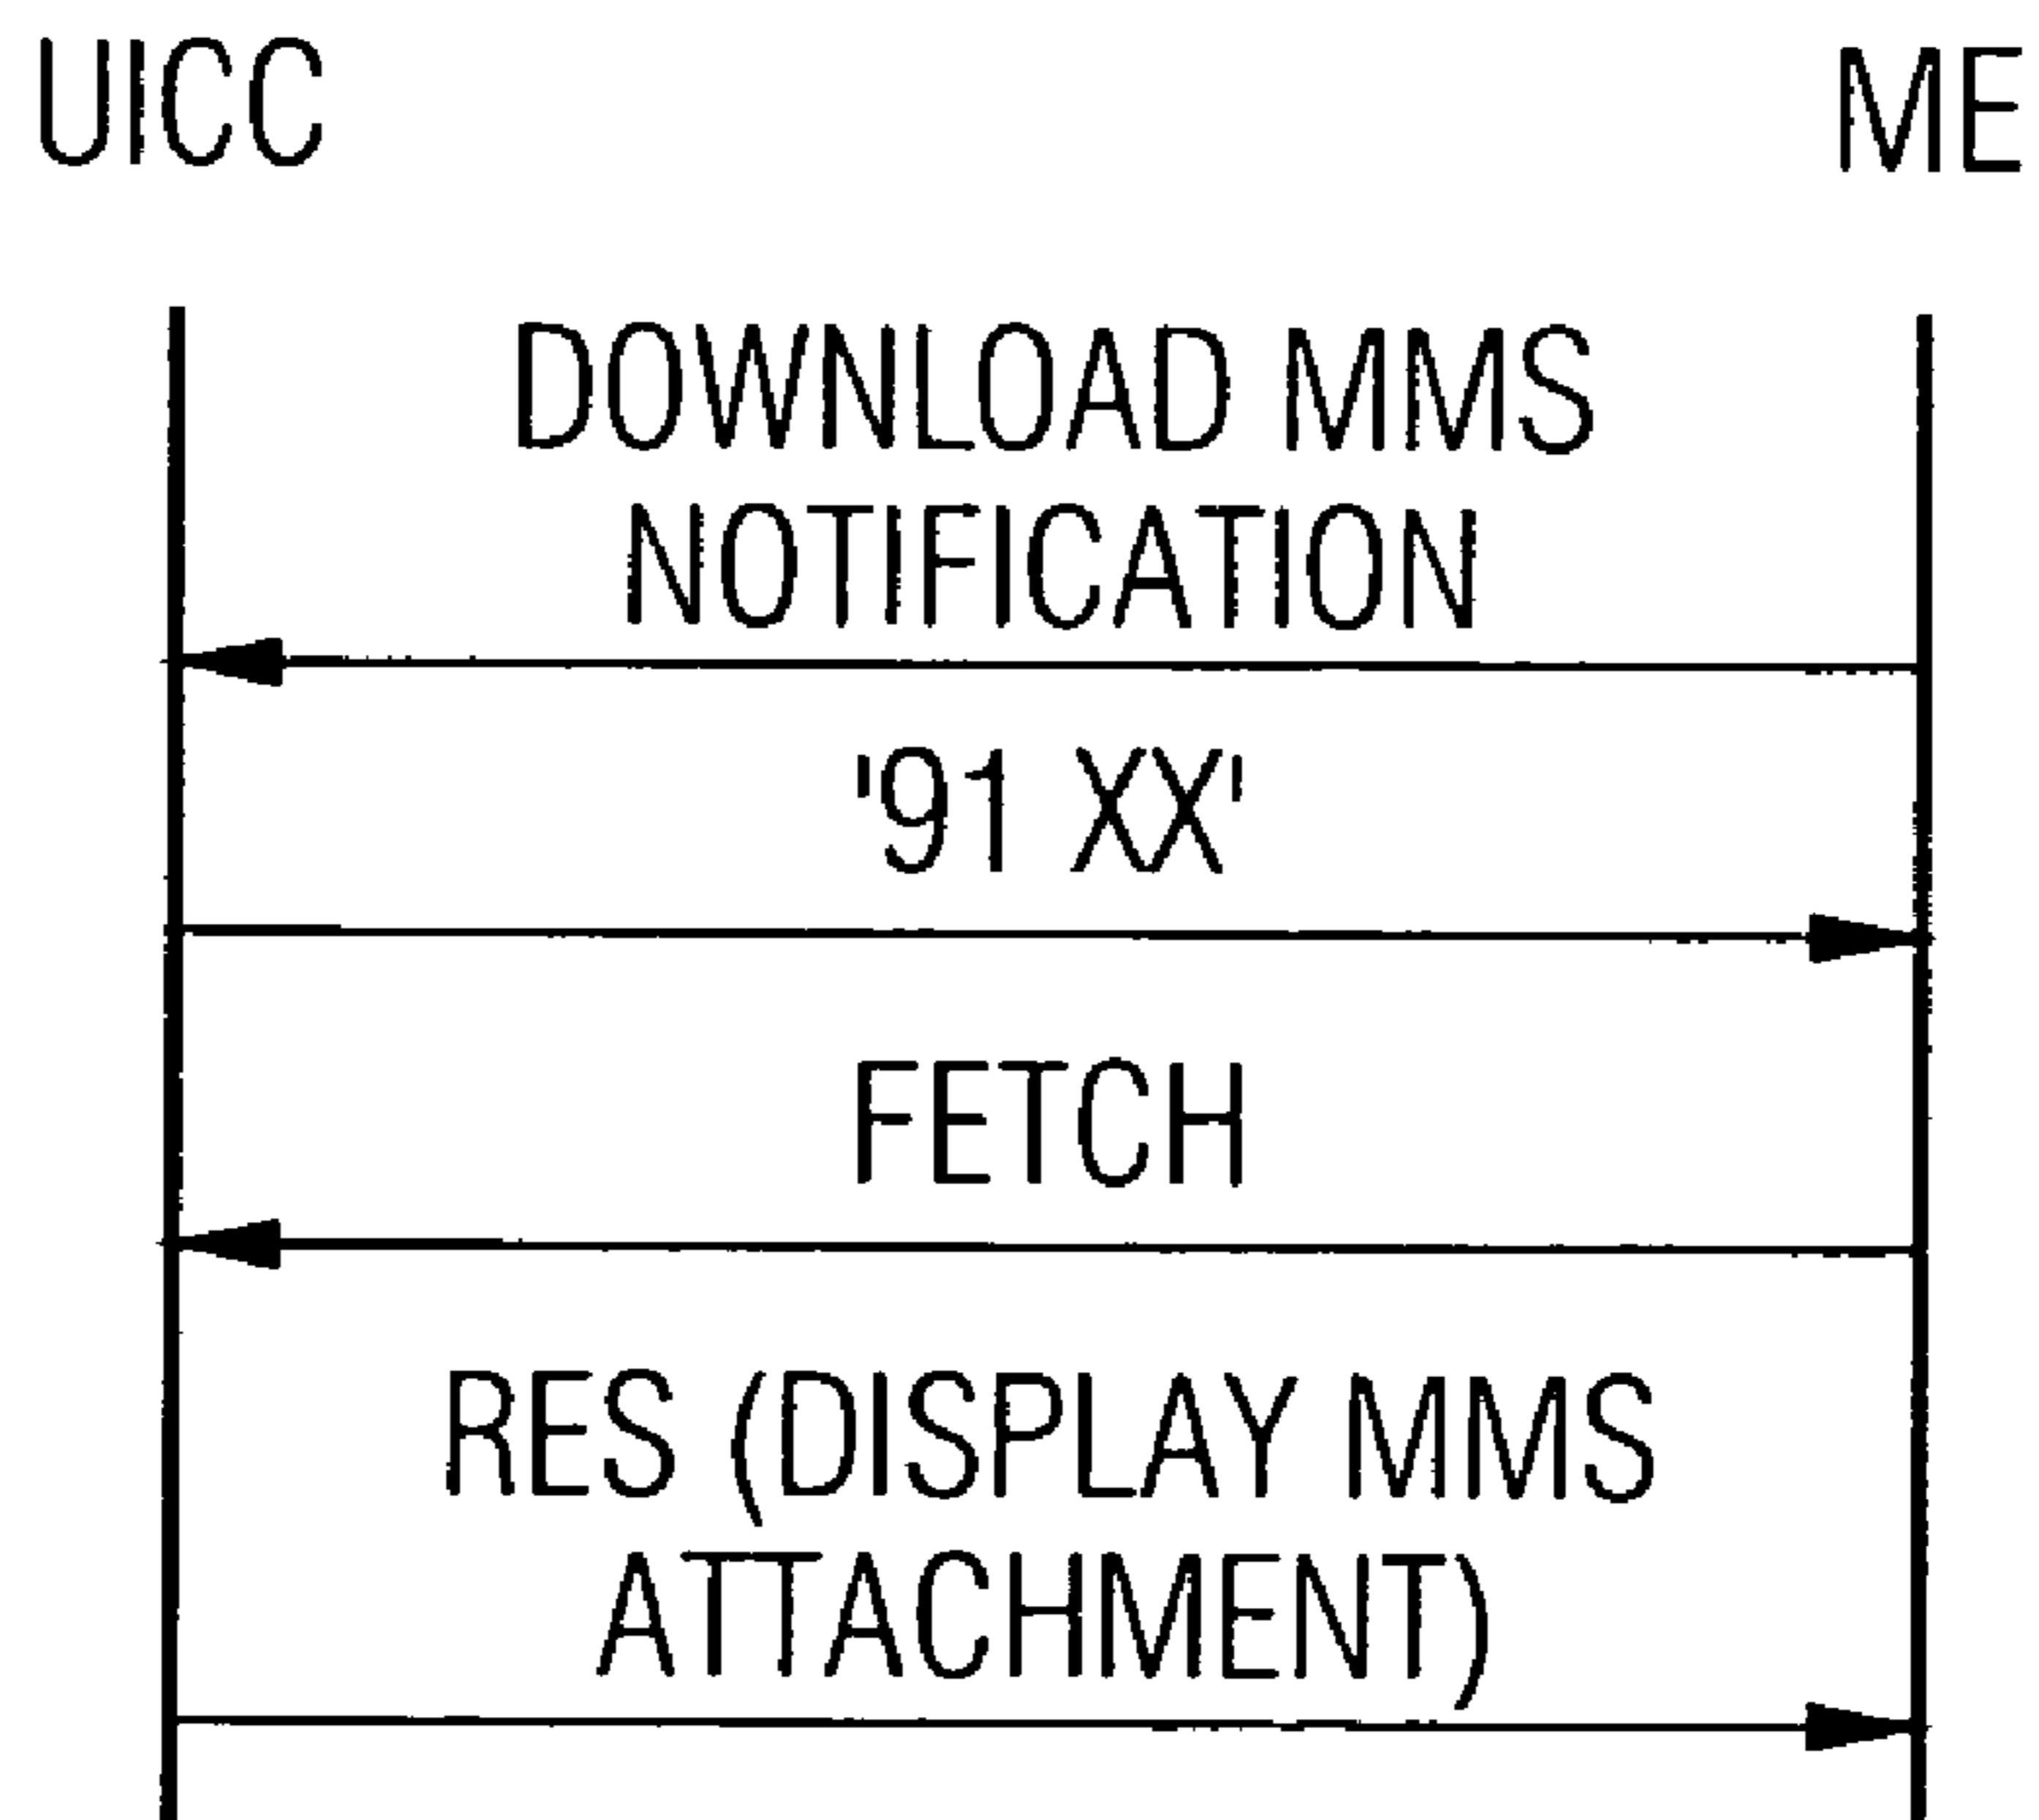 UICC ME
DOWNLOAD MMS
NOTIFICATION
'91 XX'
FETCH
RES (DISPLAY MMS
ATTACHMENT)